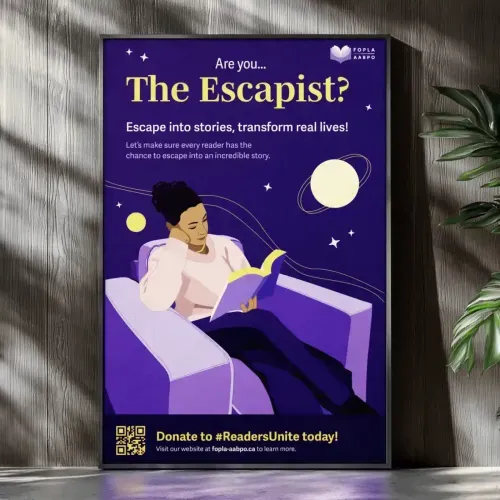 Are you...
FOPLA
AABPO
The Escapist?
Escape into stories, transform real lives!
Let's make sure every reader has the
chance to escape into an incredible story.
Donate to #ReadersUnite today!
Visit our website at fopla-aabpo.ca to learn more.